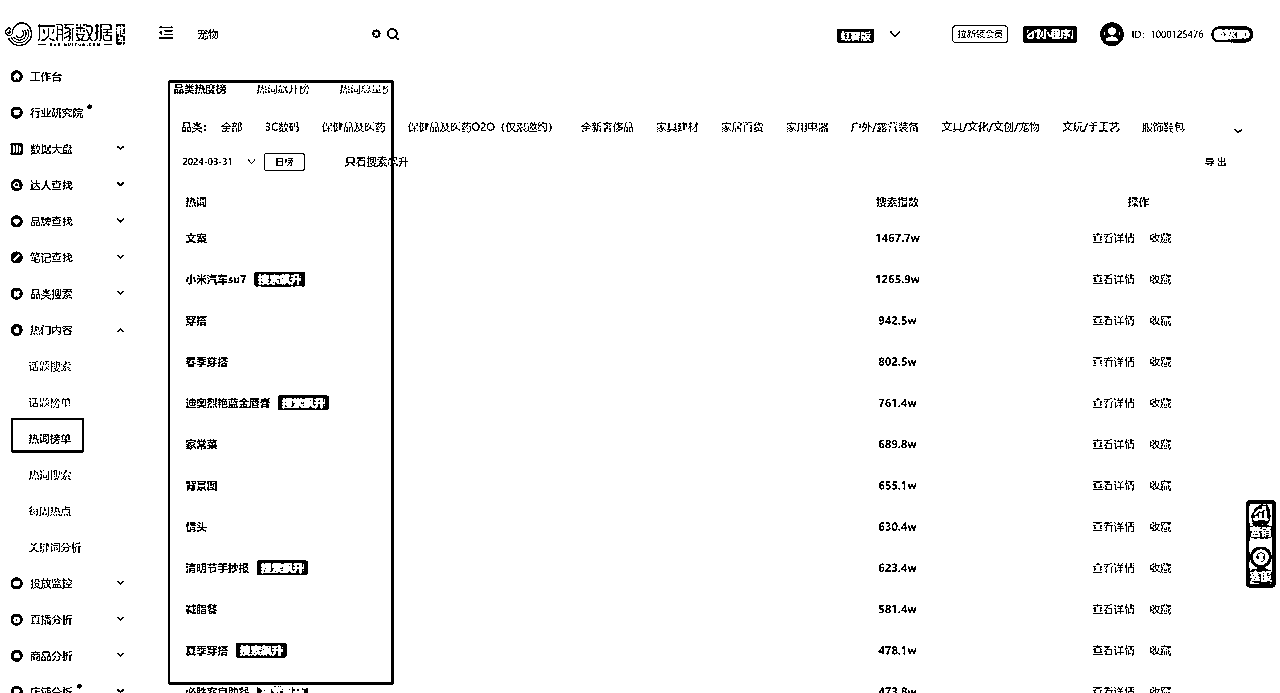 灰豚数据
宠物
红薯版
拉新领会员
ID: 1000125476
工作台
行业研究院
数据大盘
达人查找
品牌查找
笔记查找
品类搜索
热门内容
话题搜索
话题榜单
热词榜单
热词搜索
每周热点
关键词分析
投放监控
直播分析
商品分析
店铺分析
品类热度榜 热词飙升榜 热词总量榜
品类: 全部 3C数码 保健品及医药 保健品及医药O2O (仅限邀约) 全新奢侈品 家具建材 家居百货 家用电器 户外/露营装备 文具/文化/文创/宠物 文玩/手工艺 服饰鞋包
2024-03-31 日榜 只看搜索飙升 导出
热词 搜索指数 操作
文案 1467.7w 查看详情 收藏
小米汽车su7 搜索飙升 1265.9w 查看详情 收藏
穿搭 942.5w 查看详情 收藏
春季穿搭 802.5w 查看详情 收藏
迪奥烈艳蓝金唇膏 搜索飙升 761.4w 查看详情 收藏
家常菜 689.8w 查看详情 收藏
背景图 655.1w 查看详情 收藏
情头 630.4w 查看详情 收藏
清明节手抄报 搜索飙升 623.4w 查看详情 收藏
减脂餐 581.4w 查看详情 收藏
夏季穿搭 搜索飙升 478.1w 查看详情 收藏
必胜客自助餐 473.8w 查看详情 收藏